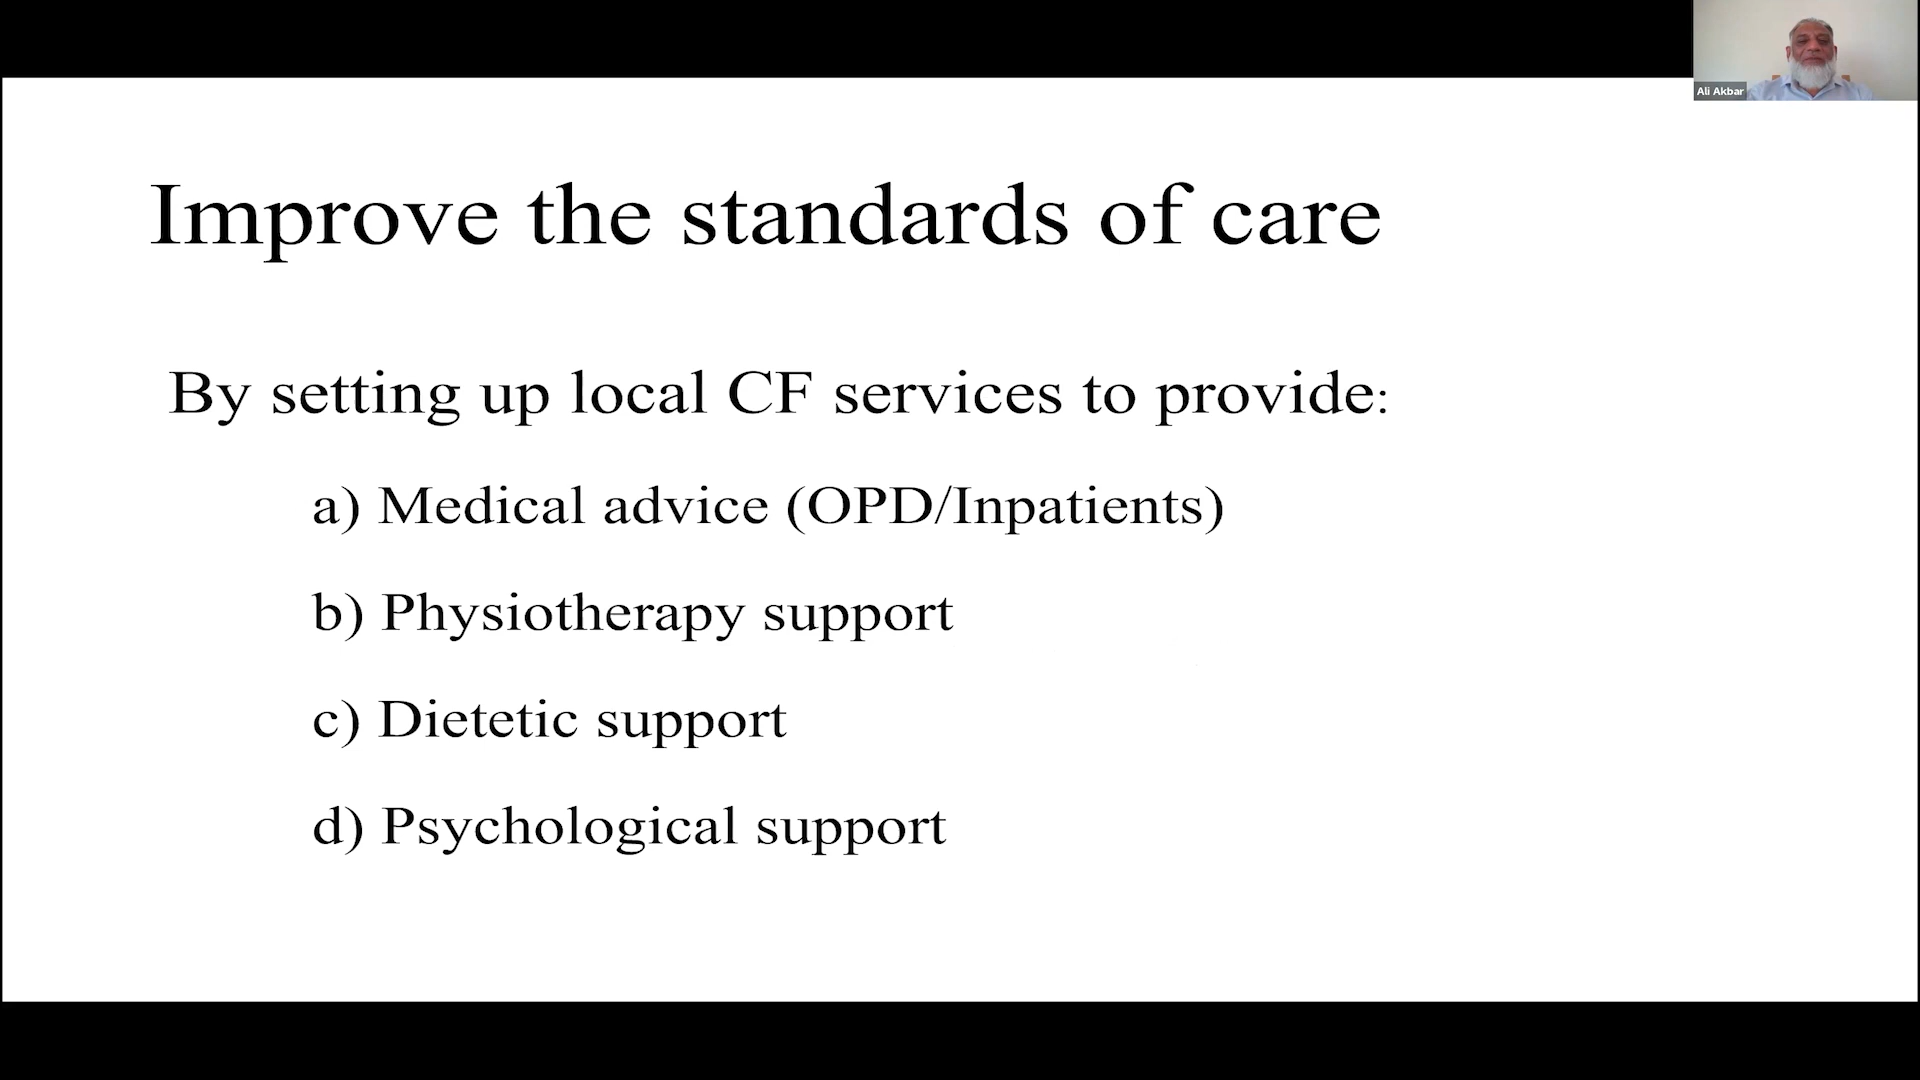 Ali Akbar
Improve the standards of care
By setting up local CF services to provide:
a) Medical advice (OPD/Inpatients)
b) Physiotherapy support
c) Dietetic support
d) Psychological support